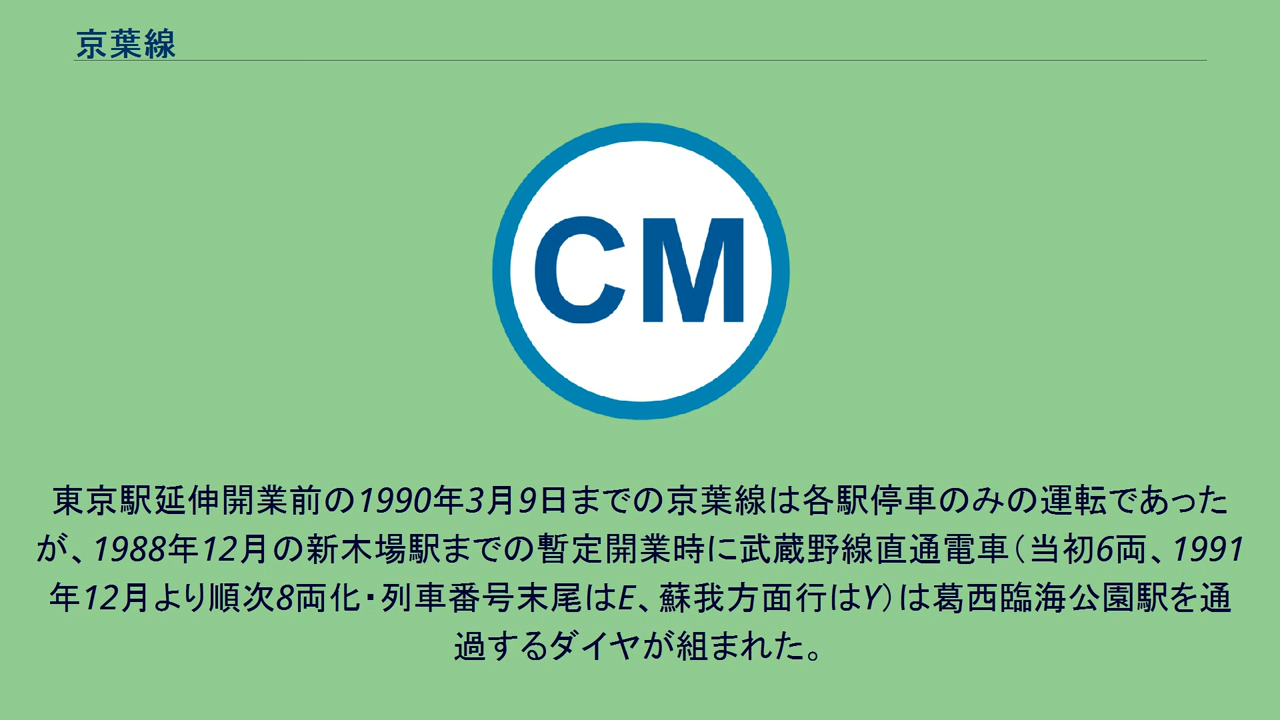 京葉線
CM
東京駅延伸開業前の1990年3月9日までの京葉線は各駅停車のみの運転であった
が、1988年12月の新木場駅までの暫定開業時に武蔵野線直通電車（当初6両、1991
年12月より順次8両化・列車番号末尾はE、蘇我方面行はY）は葛西臨海公園駅を通
過するダイヤが組まれた。